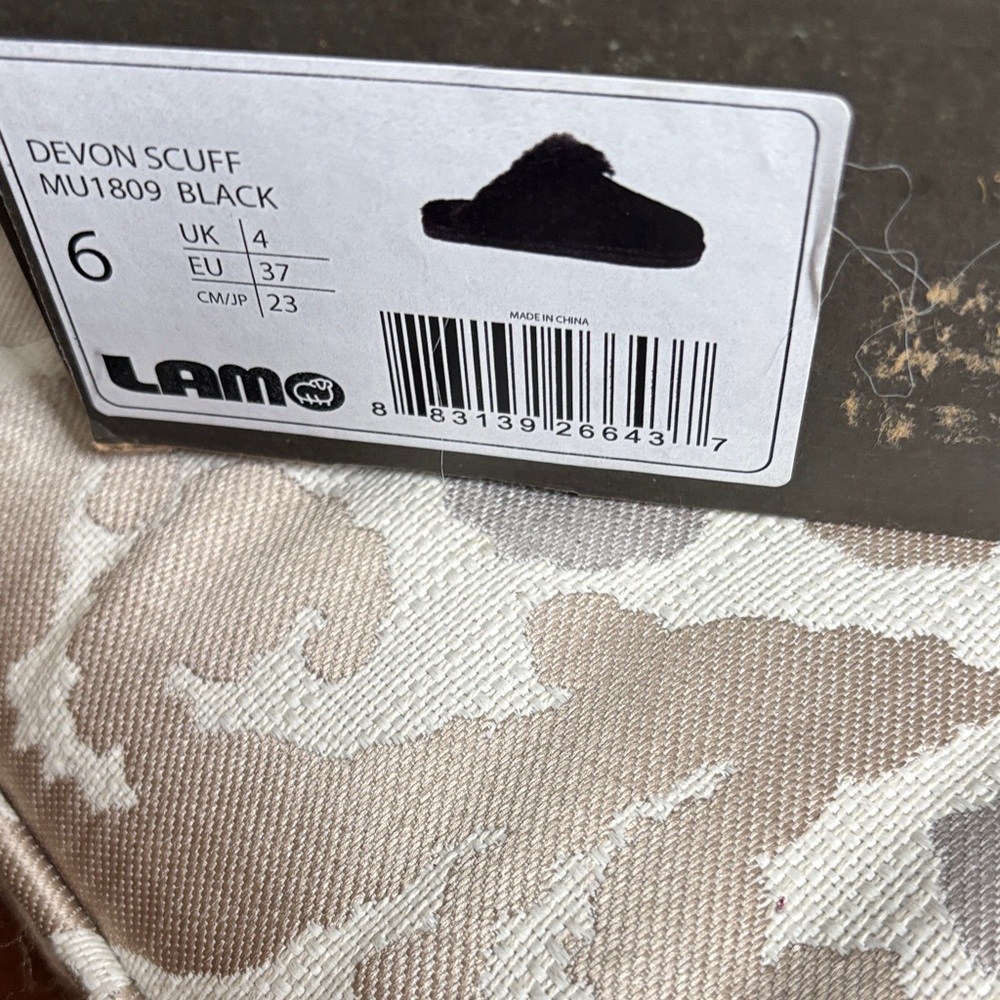 DEVON SCUFF
MU1809 BLACK
6
UK 4
EU 37
CM/JP 23
LAMO
MADE IN CHINA
8 83139 26643 7